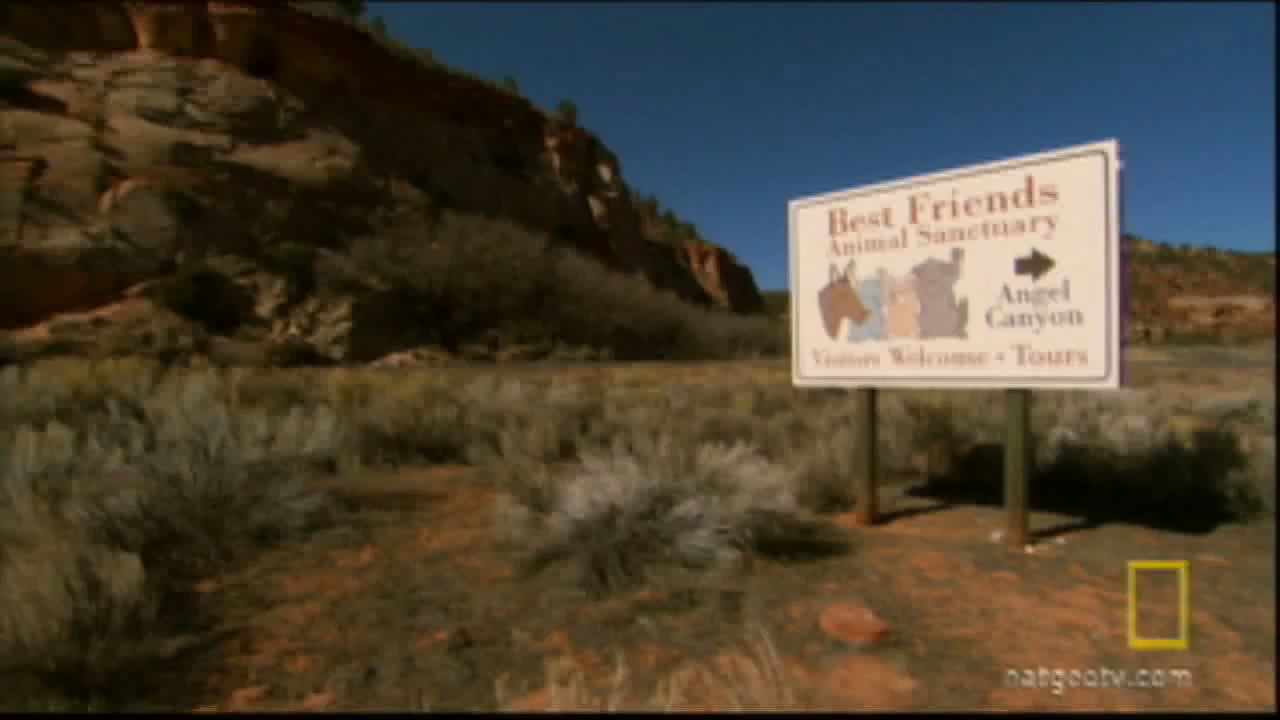 Best Friends
Animal Sanctuary
Angel
Canyon
Visitors Welcome • Tours
natgeotv.com